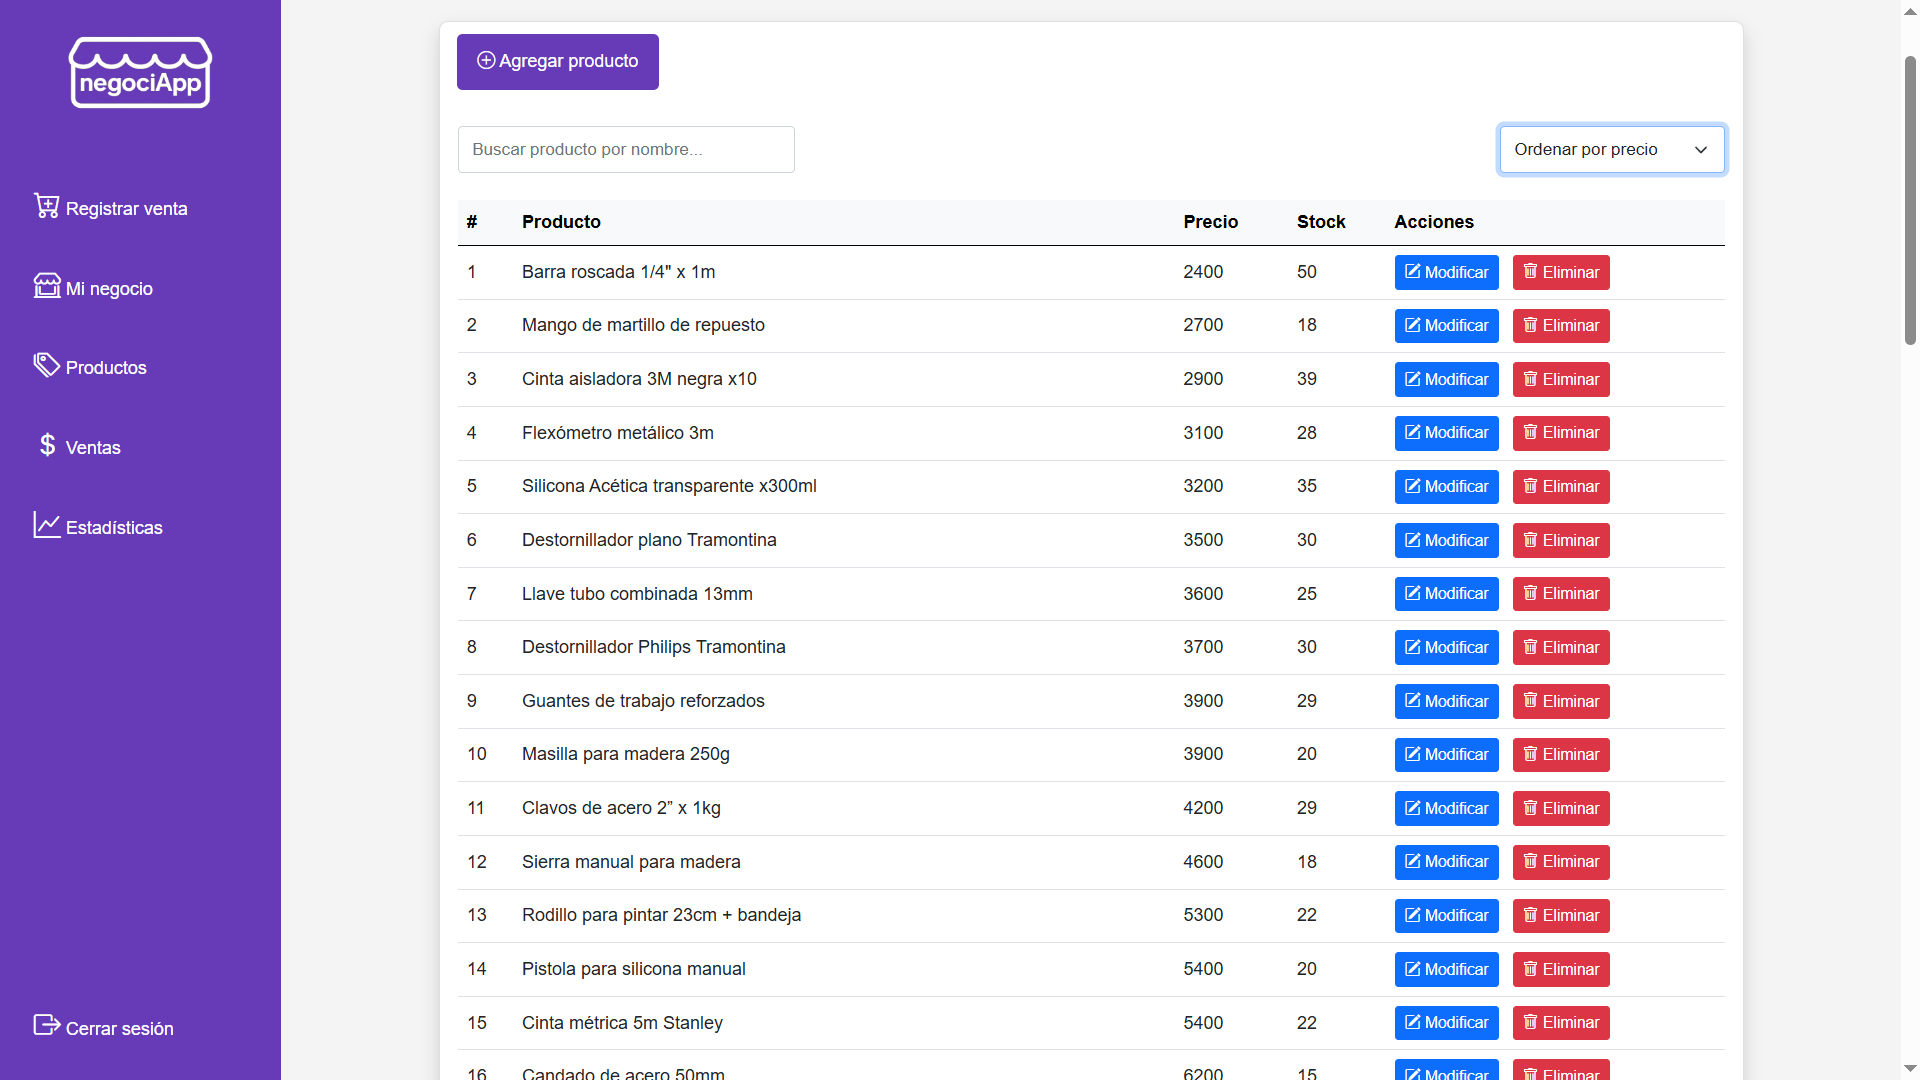 negociApp
Registrar venta
Mi negocio
Productos
Ventas
Estadísticas
Cerrar sesión
Agregar producto
Buscar producto por nombre...
Ordenar por precio
# Producto Precio Stock Acciones
1 Barra roscada 1/4" x 1m 2400 50 Modificar Eliminar
2 Mango de martillo de repuesto 2700 18 Modificar Eliminar
3 Cinta aisladora 3M negra x10 2900 39 Modificar Eliminar
4 Flexómetro metálico 3m 3100 28 Modificar Eliminar
5 Silicona Acética transparente x300ml 3200 35 Modificar Eliminar
6 Destornillador plano Tramontina 3500 30 Modificar Eliminar
7 Llave tubo combinada 13mm 3600 25 Modificar Eliminar
8 Destornillador Philips Tramontina 3700 30 Modificar Eliminar
9 Guantes de trabajo reforzados 3900 29 Modificar Eliminar
10 Masilla para madera 250g 3900 20 Modificar Eliminar
11 Clavos de acero 2” x 1kg 4200 29 Modificar Eliminar
12 Sierra manual para madera 4600 18 Modificar Eliminar
13 Rodillo para pintar 23cm + bandeja 5300 22 Modificar Eliminar
14 Pistola para silicona manual 5400 20 Modificar Eliminar
15 Cinta métrica 5m Stanley 5400 22 Modificar Eliminar
16 Candado de acero 50mm 6200 15 Modificar Eliminar